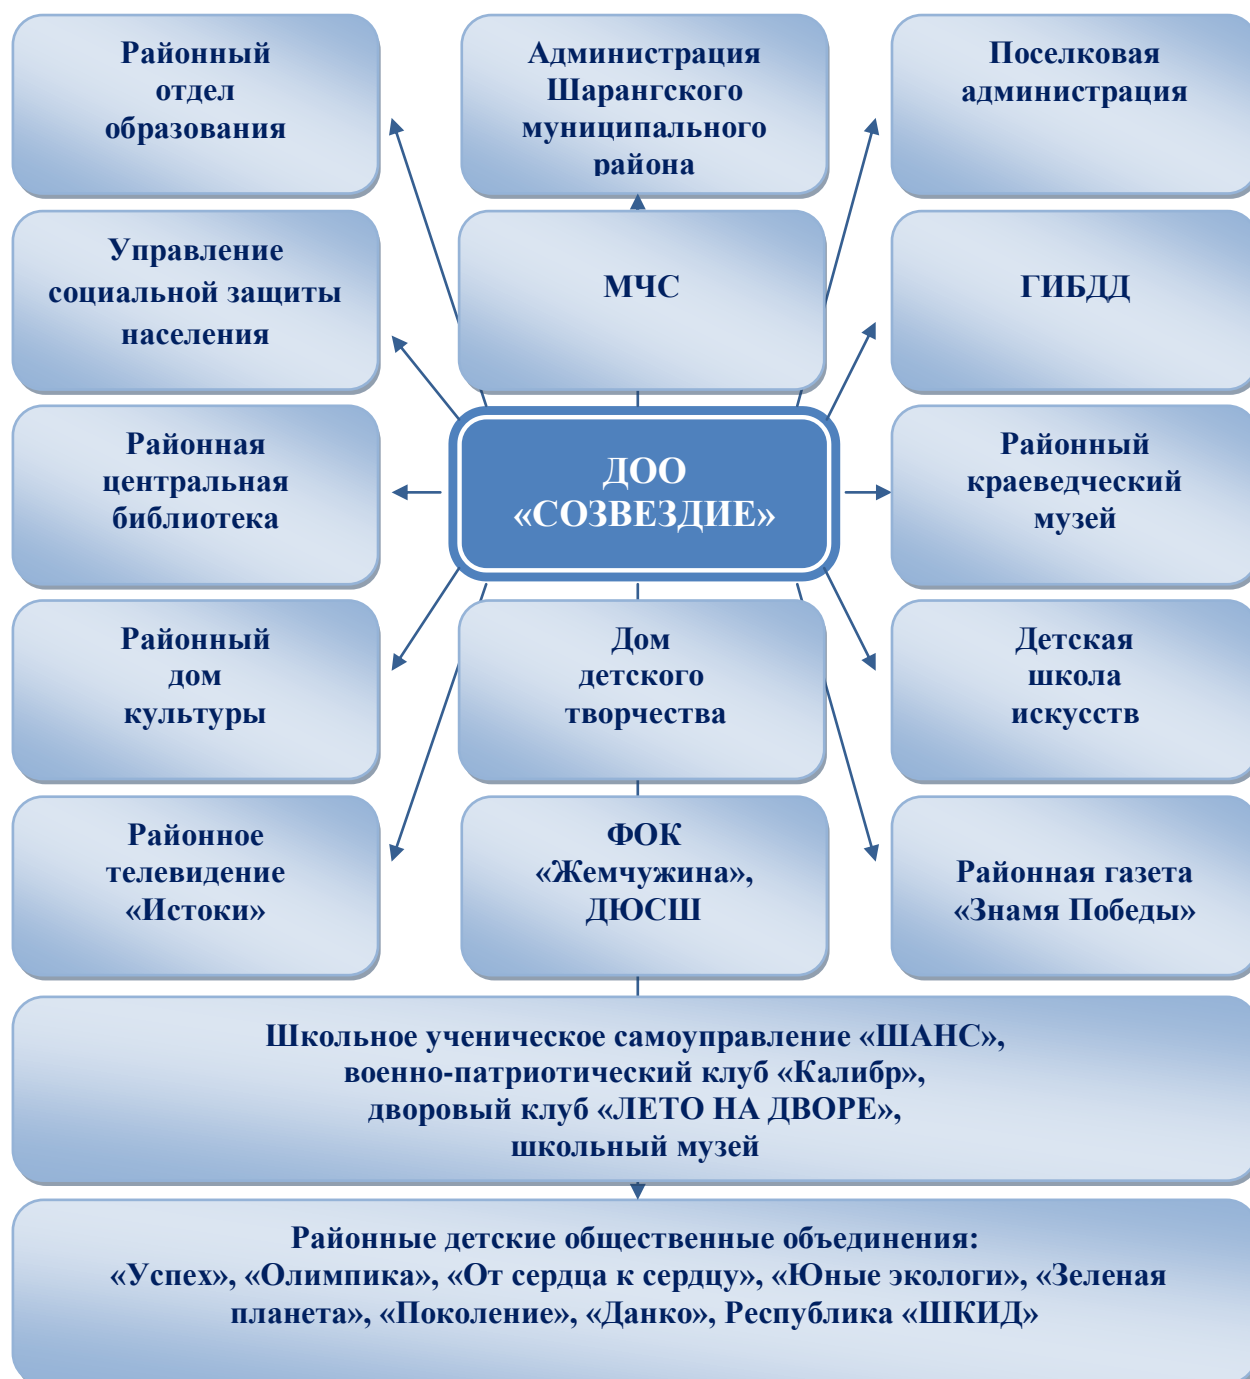 Районный
отдел
образования
Администрация
Шарангского
муниципального
района
Поселковая
администрация
Управление
социальной защиты
населения
МЧС
ГИБДД
Районная
центральная
библиотека
ДОО
«СОЗВЕЗДИЕ»
Районный
краеведческий
музей
Районный
дом
культуры
Дом
детского
творчества
Детская
школа
искусств
Районное
телевидение
«Истоки»
ФОК
«Жемчужина»,
ДЮСШ
Районная газета
«Знамя Победы»
Школьное ученическое самоуправление «ШАНС»,
военно-патриотический клуб «Калибр»,
дворовый клуб «ЛЕТО НА ДВОРЕ»,
школьный музей
Районные детские общественные объединения:
«Успех», «Олимпика», «От сердца к сердцу», «Юные экологи», «Зеленая
планета», «Поколение», «Данко», Республика «ШКИД»